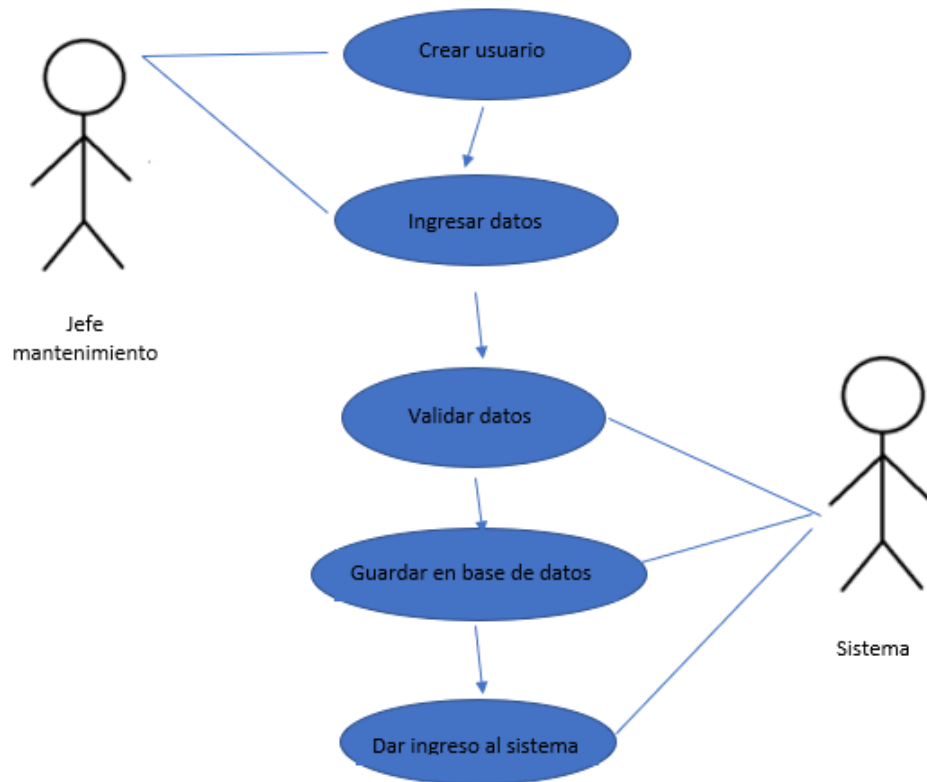 Crear usuario
Ingresar datos
Jefe
mantenimiento
Validar datos
Guardar en base de datos
Sistema
Dar ingreso al sistema